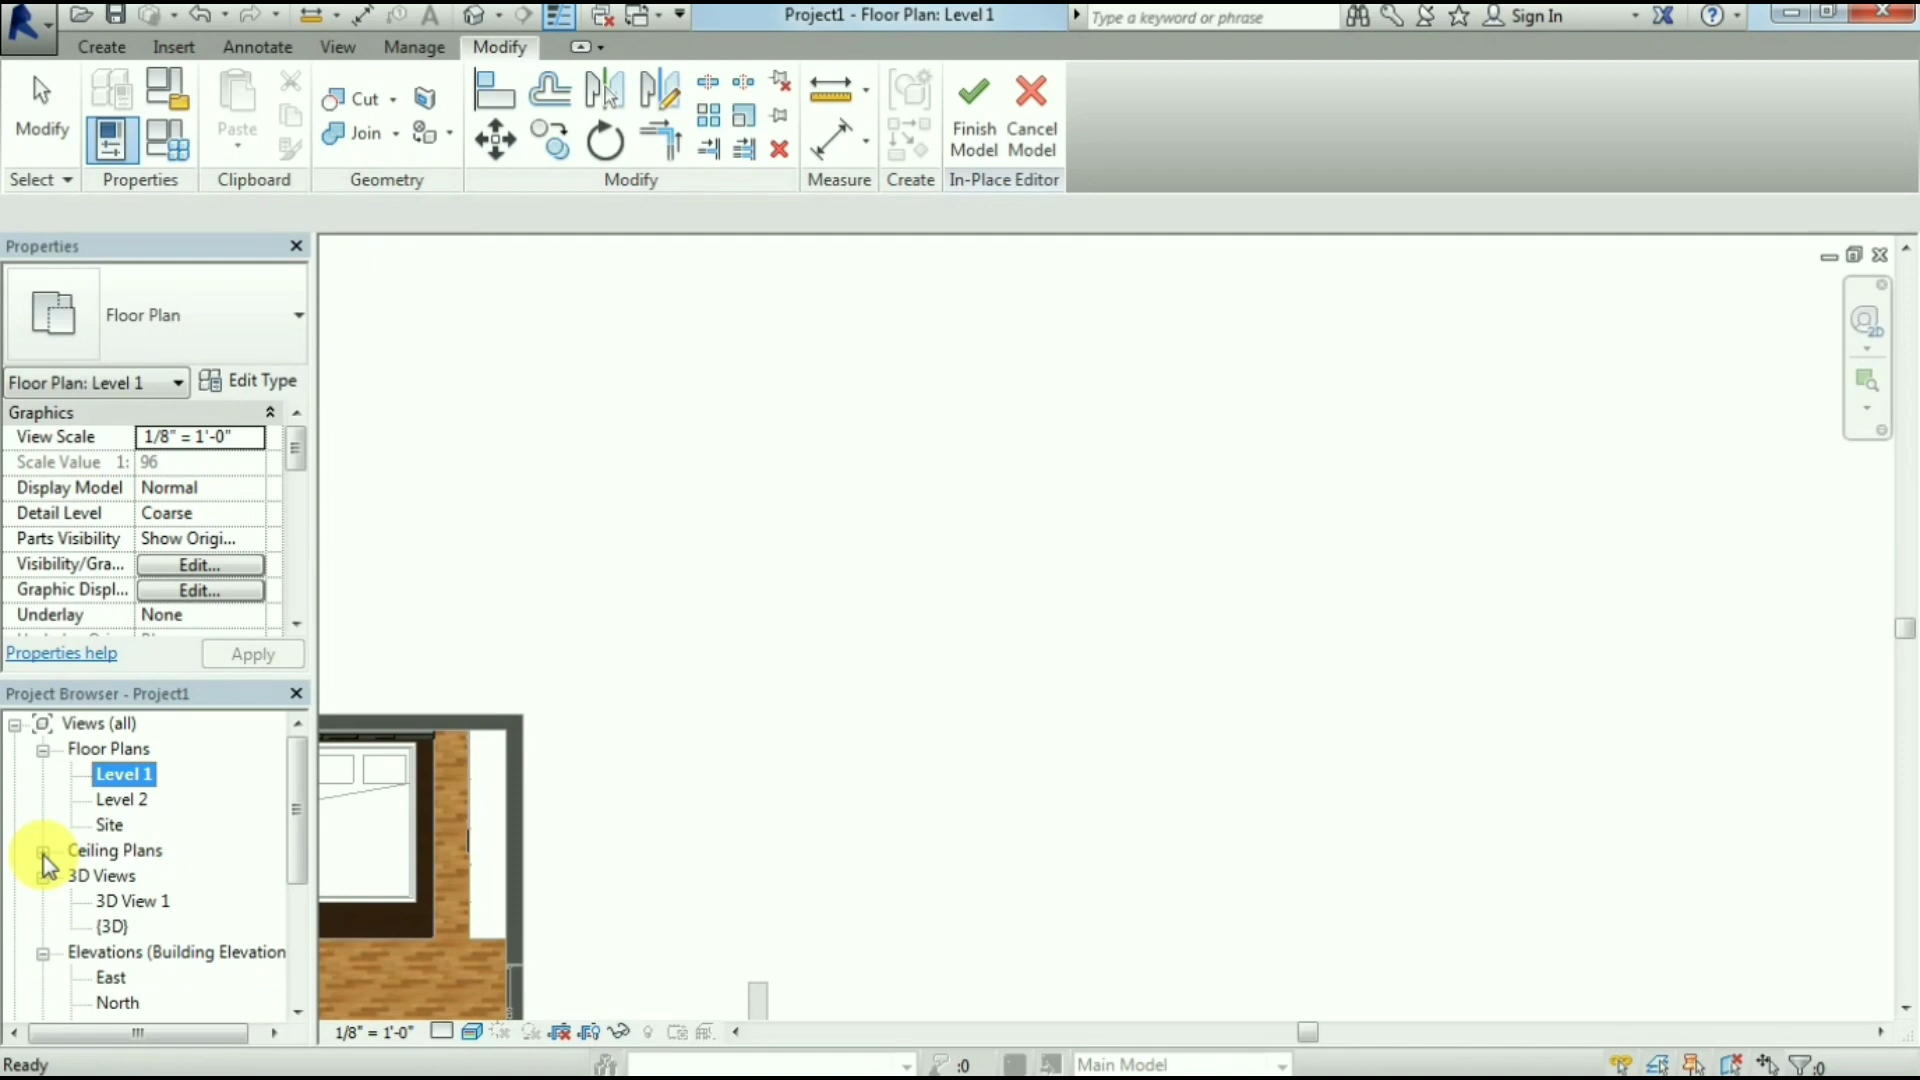 Project1 - Floor Plan: Level 1
Type a keyword or phrase
Sign In
Create
Insert
Annotate
View
Manage
Modify
Modify
Paste
Cut
Join
Finish Model
Cancel Model
Select
Properties
Clipboard
Geometry
Modify
Measure
Create
In-Place Editor
Properties
Floor Plan
Floor Plan: Level 1
Edit Type
Graphics
View Scale
1/8" = 1'-0"
Scale Value 1:
96
Display Model
Normal
Detail Level
Coarse
Parts Visibility
Show Origi...
Visibility/Gra...
Edit...
Graphic Displ...
Edit...
Underlay
None
Properties help
Apply
Project Browser - Project1
Views (all)
Floor Plans
Level 1
Level 2
Site
Ceiling Plans
3D Views
3D View 1
{3D}
Elevations (Building Elevation
East
North
2D
1/8" = 1'-0"
Ready
:0
Main Model
:0